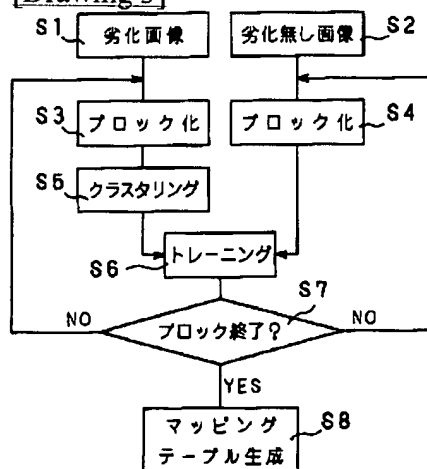 [Drawing 3]
S1 劣化画像
劣化無し画像 S2
S3 ブロック化
ブロック化 S4
S5 クラスタリング
S6 トレーニング
S7
NO ブロック終了? NO
YES
マッピング
テーブル生成 S8